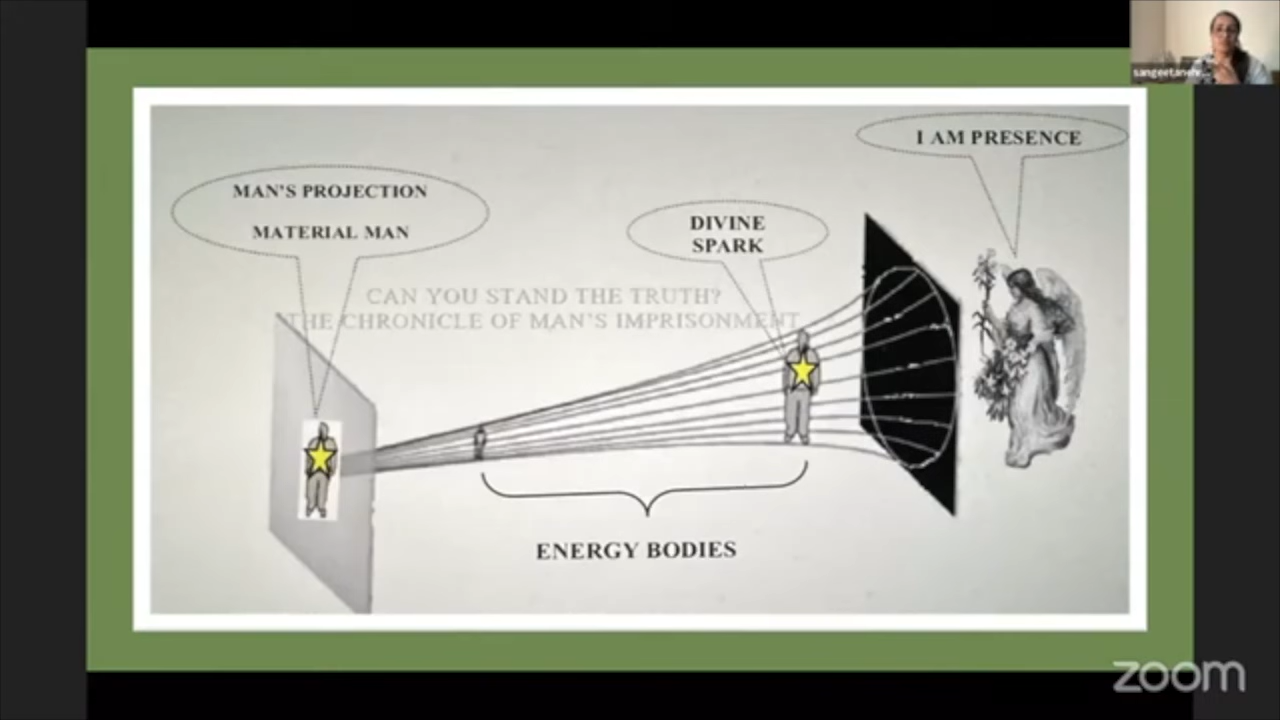 I AM PRESENCE
MAN'S PROJECTION
MATERIAL MAN
DIVINE
SPARK
CAN YOU STAND THE TRUTH?
THE CHRONICLE OF MAN'S IMPRISONMENT
ENERGY BODIES
zoom